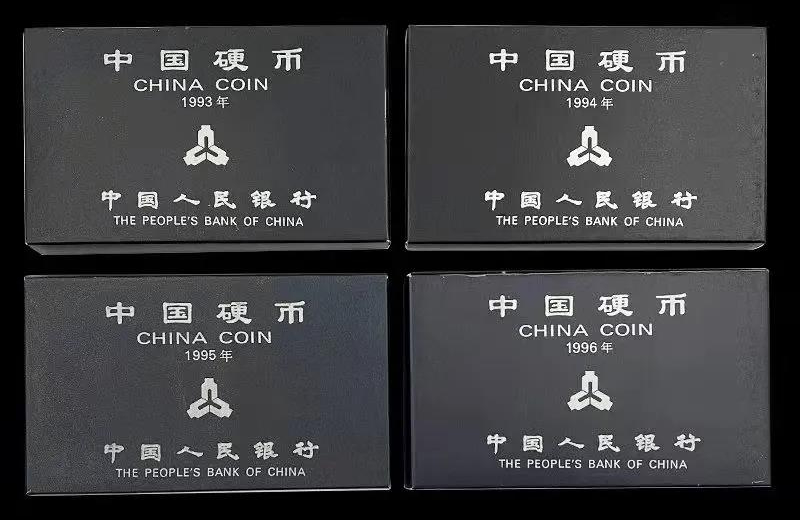 中国硬币
CHINA COIN
1993年
中国人民银行
THE PEOPLE'S BANK OF CHINA
中国硬币
CHINA COIN
1994年
中国人民银行
THE PEOPLE'S BANK OF CHINA
中国硬币
CHINA COIN
1995年
中国人民银行
THE PEOPLE'S BANK OF CHINA
中国硬币
CHINA COIN
1996年
中国人民银行
THE PEOPLE'S BANK OF CHINA